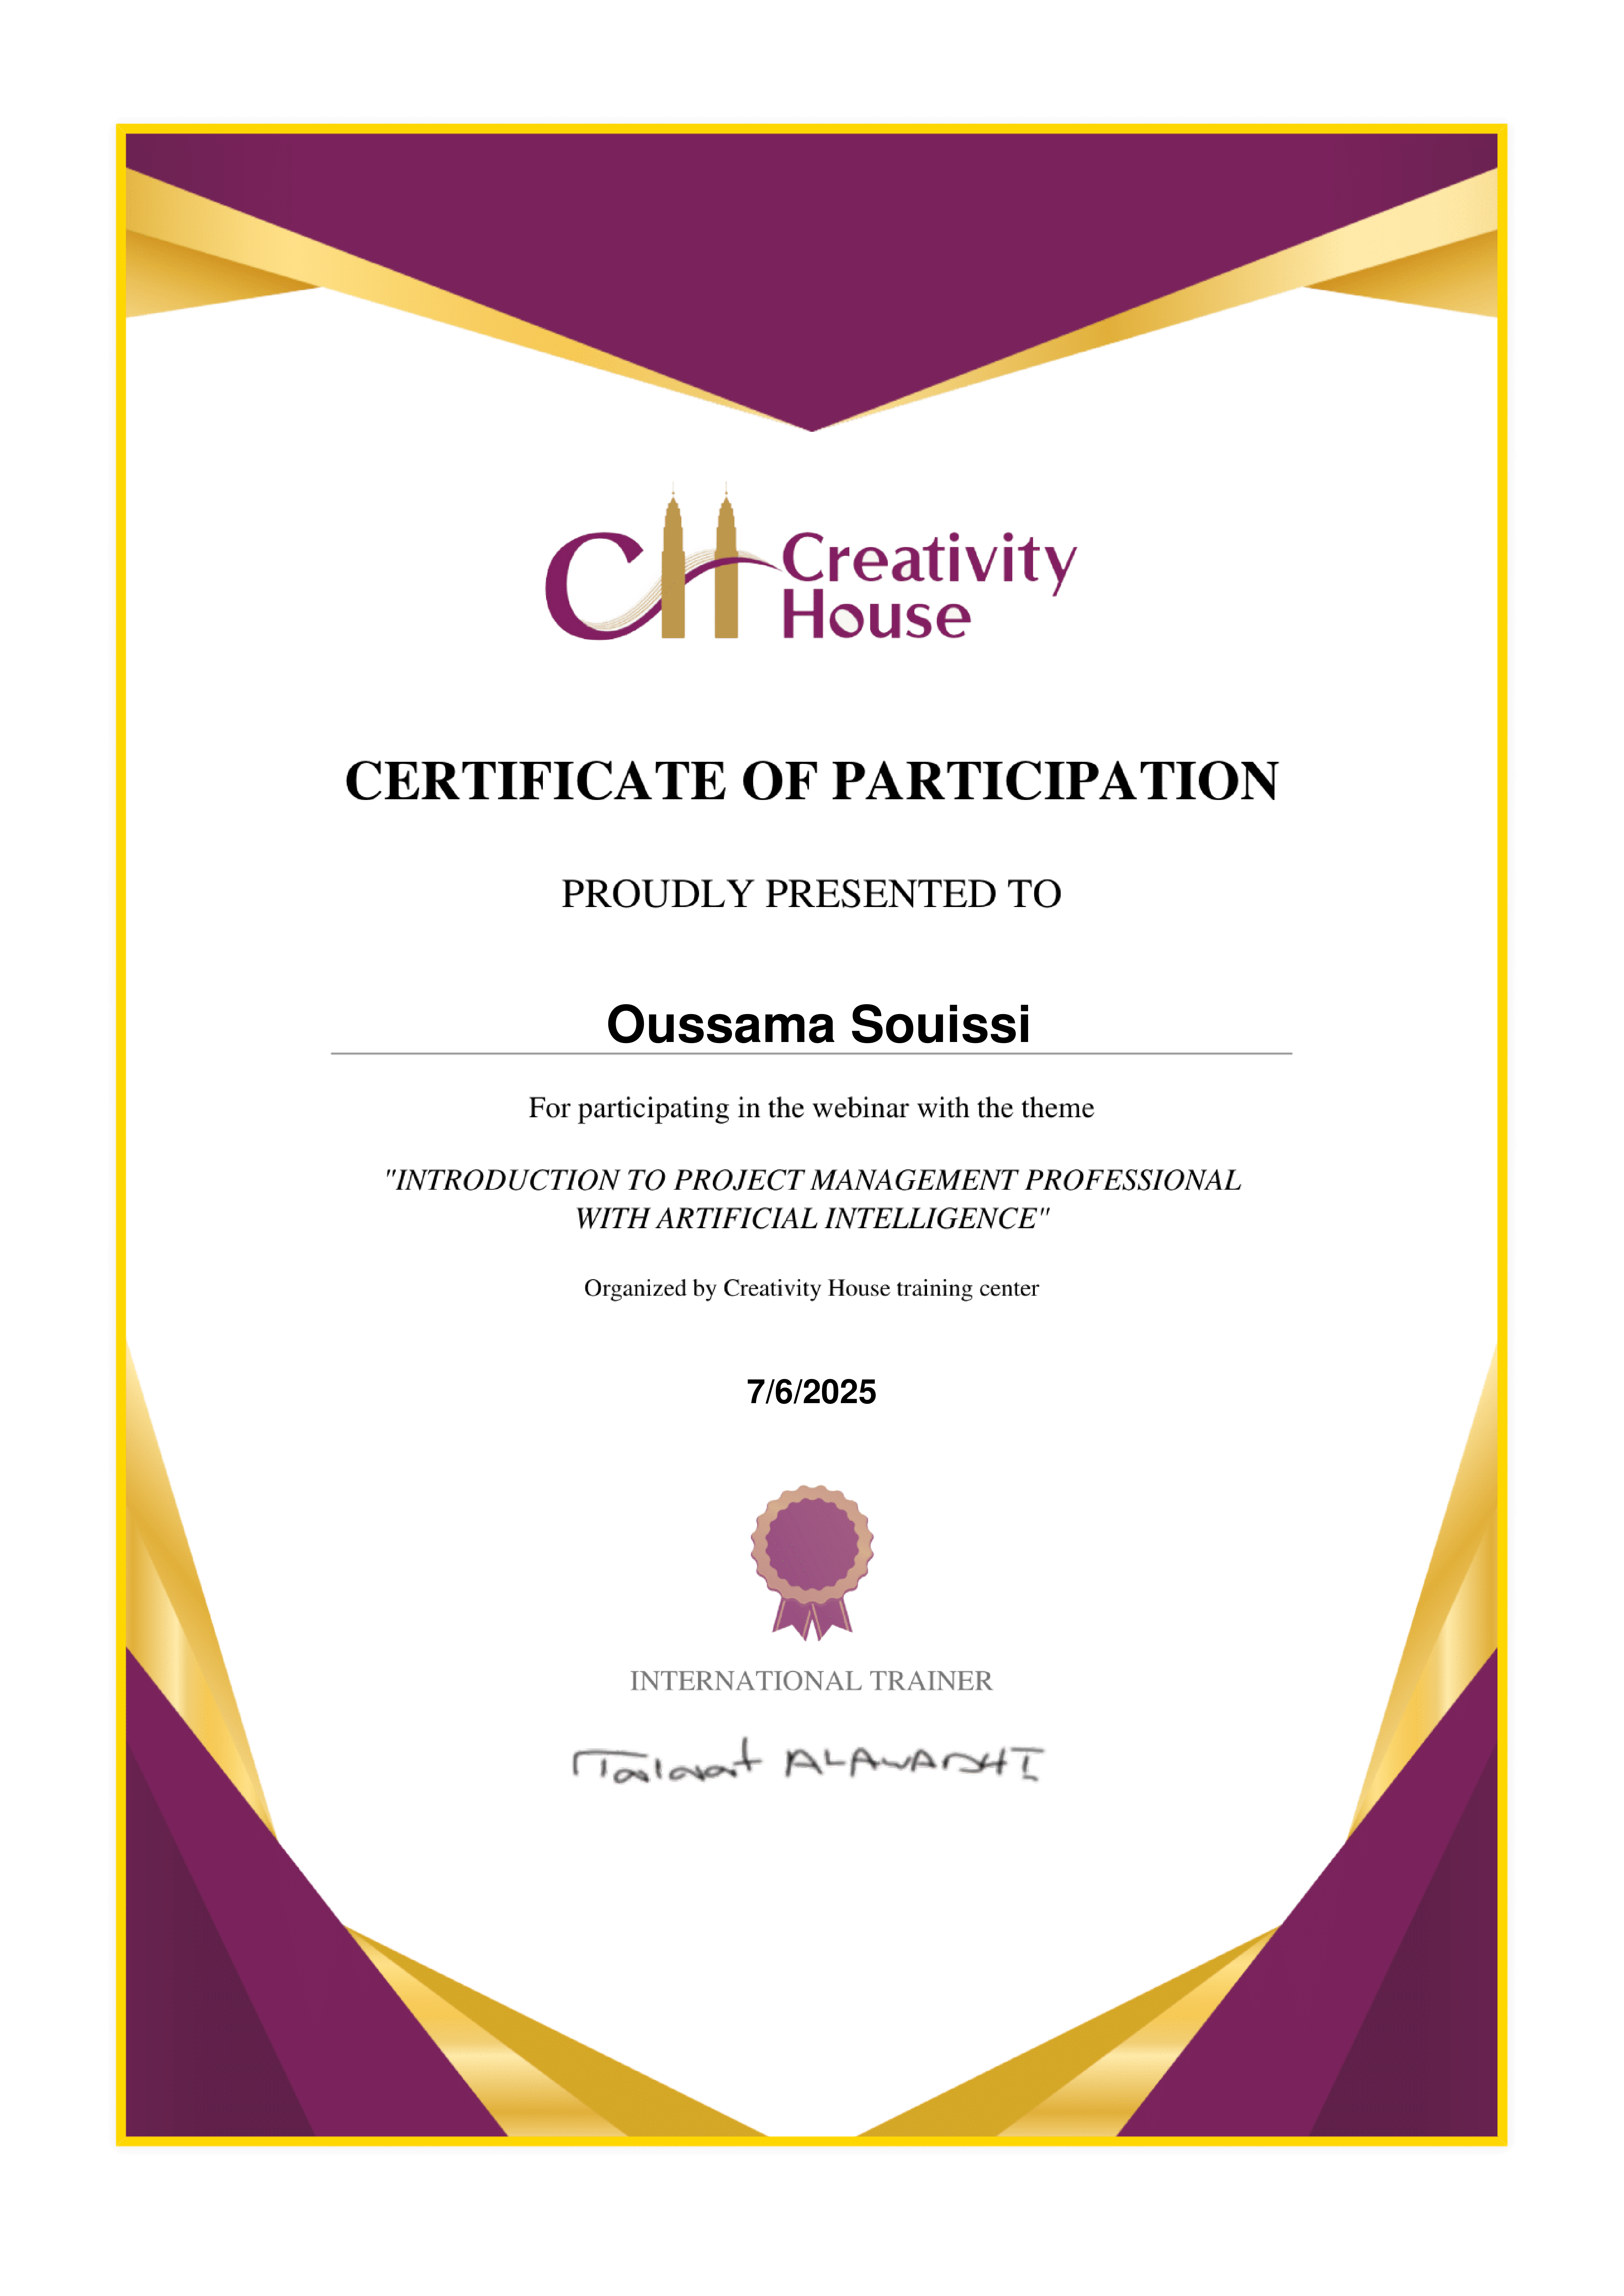 CH Creativity
House
CERTIFICATE OF PARTICIPATION
PROUDLY PRESENTED TO
Oussama Souissi
For participating in the webinar with the theme
"INTRODUCTION TO PROJECT MANAGEMENT PROFESSIONAL
WITH ARTIFICIAL INTELLIGENCE"
Organized by Creativity House training center
7/6/2025
INTERNATIONAL TRAINER
Talaat ALAWADHI